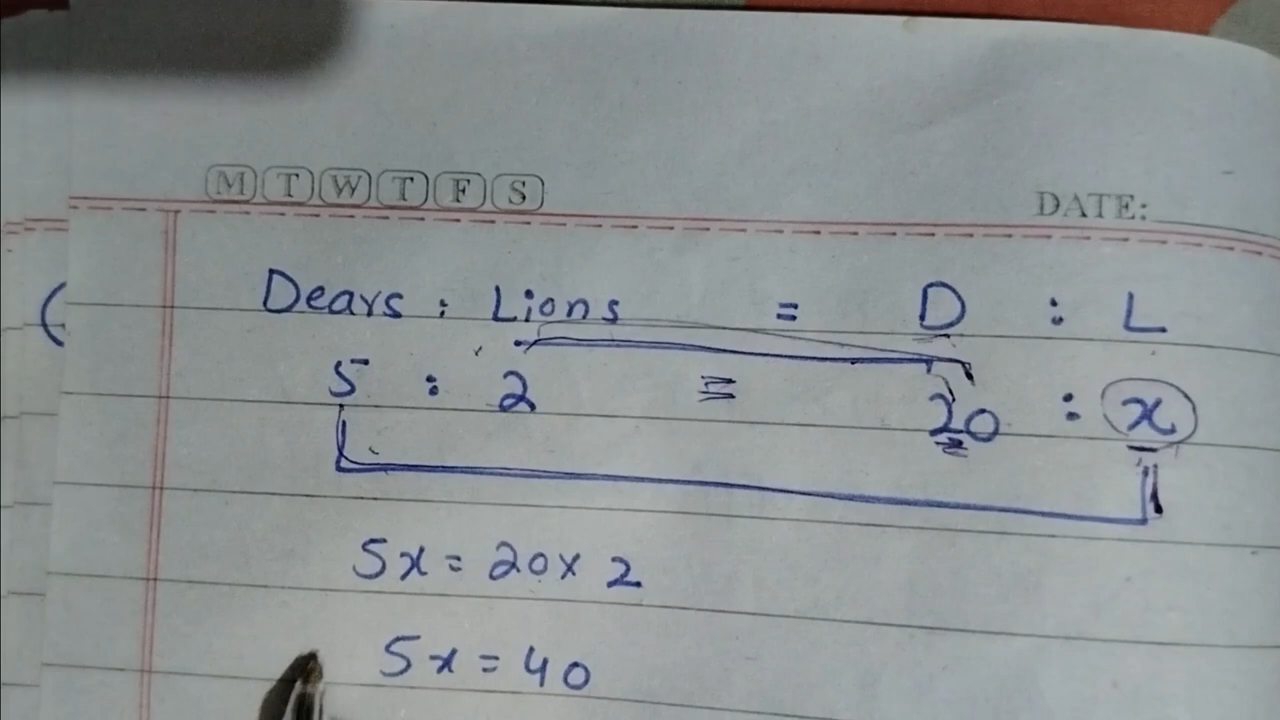 M T W T F S DATE:
(
Dears : Lions = D : L
5 : 2 = 20 : x
5x = 20 x 2
5x = 40